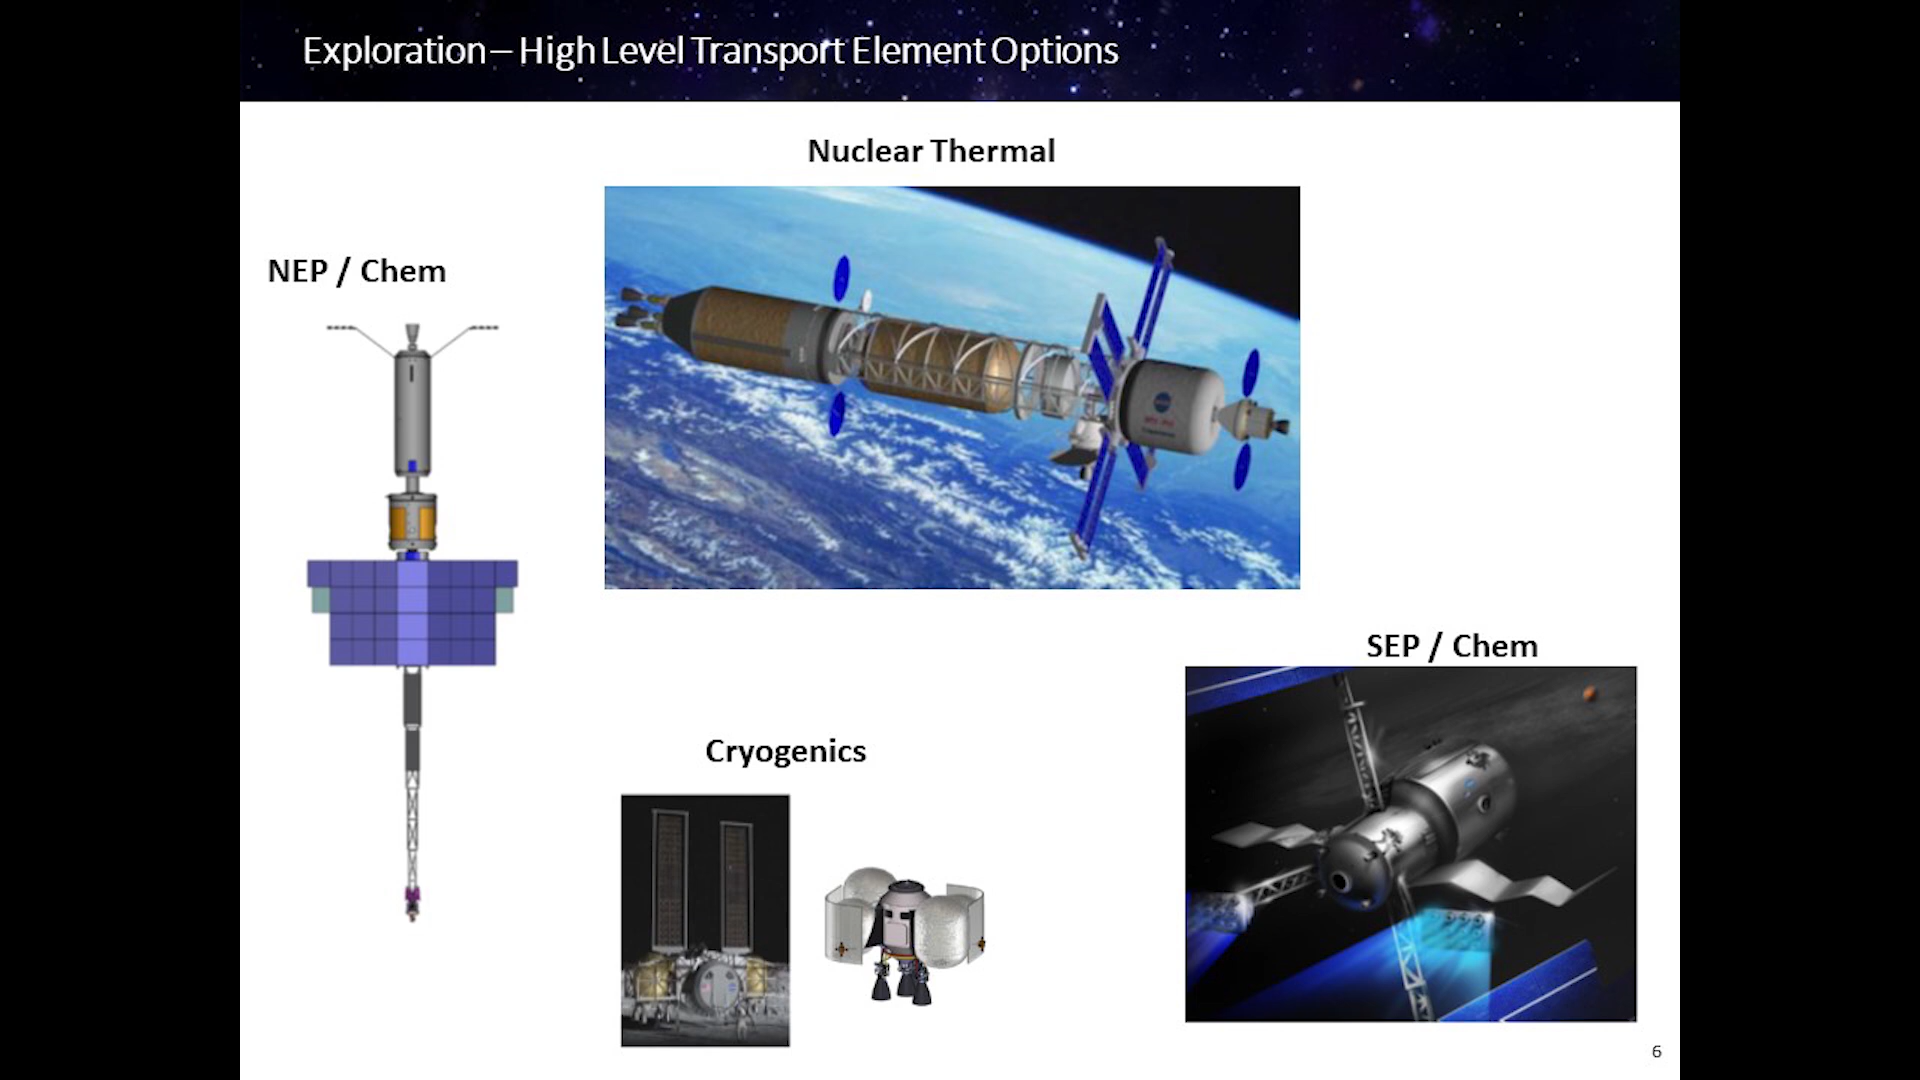 Exploration – High Level Transport Element Options
Nuclear Thermal
NEP / Chem
SEP / Chem
Cryogenics
6